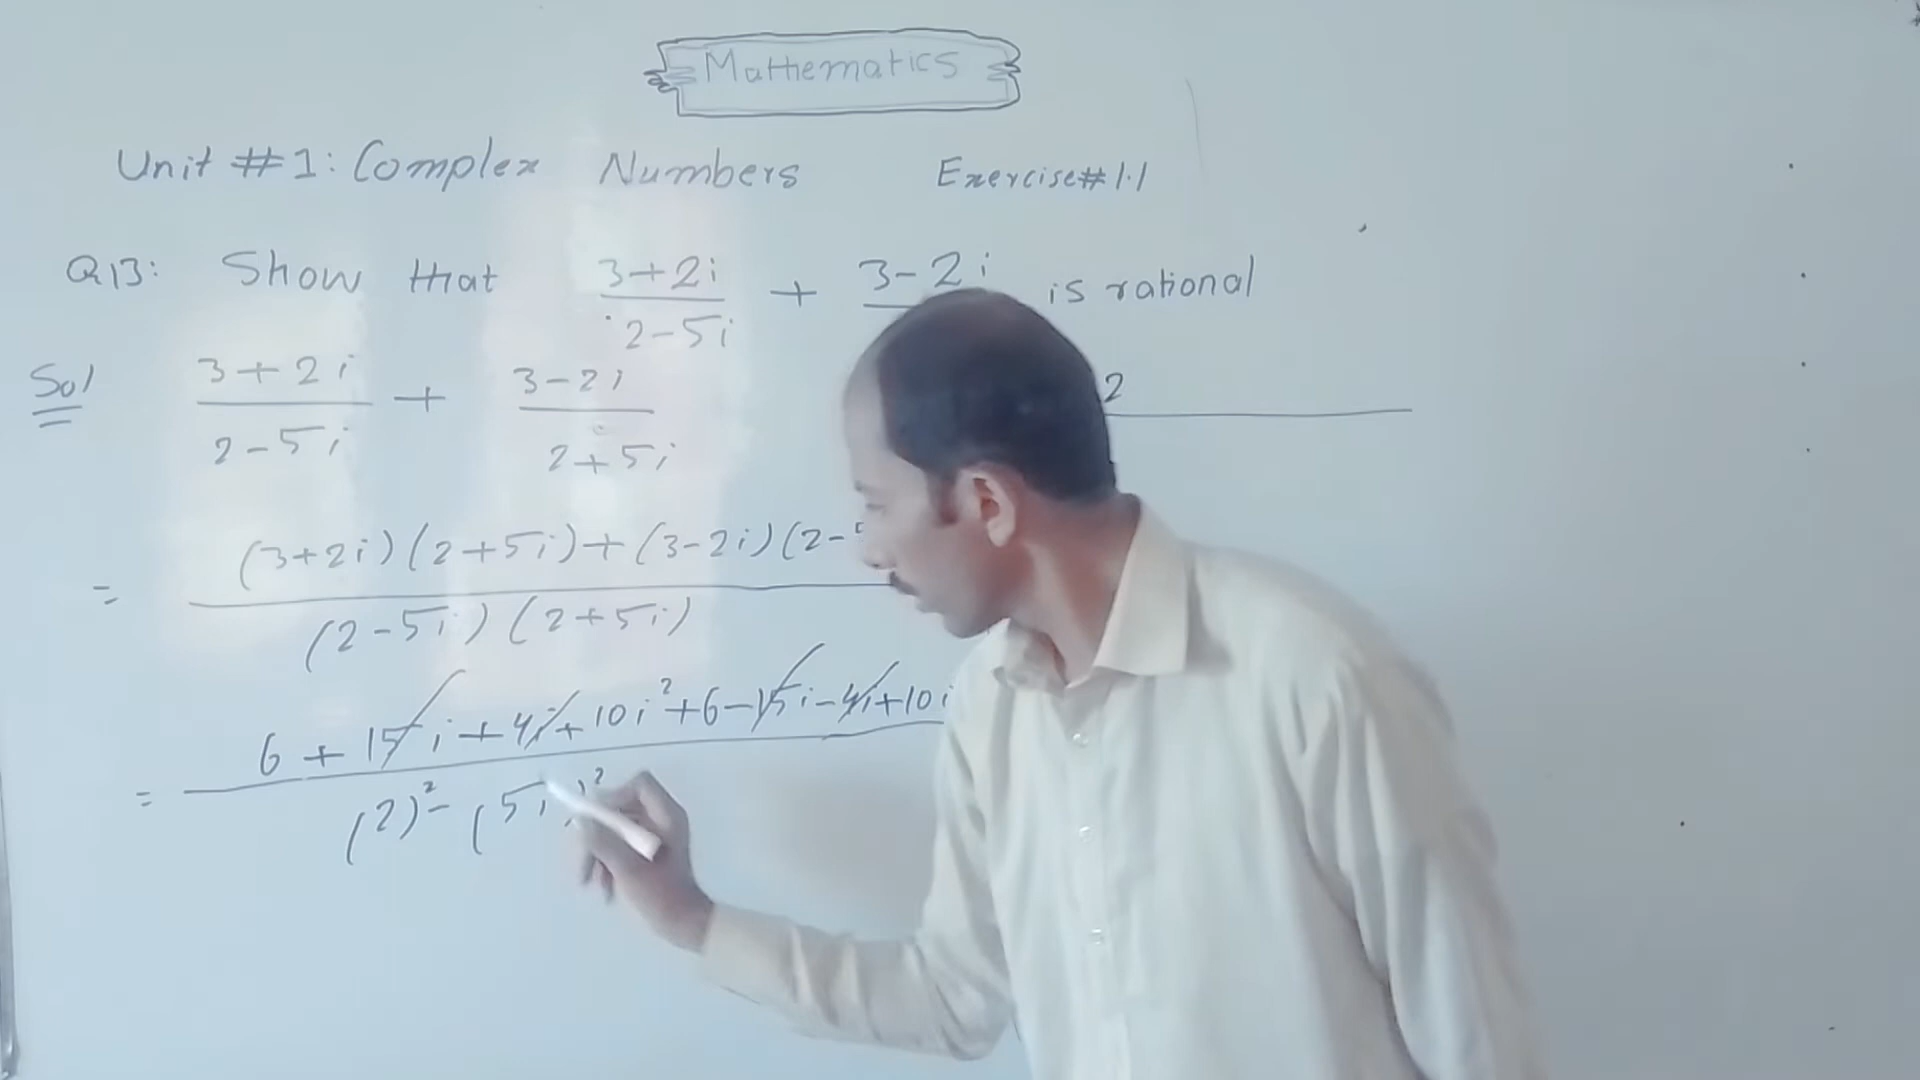 Mathematics
Unit #1: Complex Numbers Exercise#1.1
Q13: Show that 3+2i / 2-5i + 3-2i is rational
Sol 3+2i / 2-5i + 3-2i / 2+5i
2
= (3+2i)(2+5i)+(3-2i)(2- / (2-5i)(2+5i)
= 6+15i+4i+10i²+6-15i-4i+10i / (2)²-(5i)²